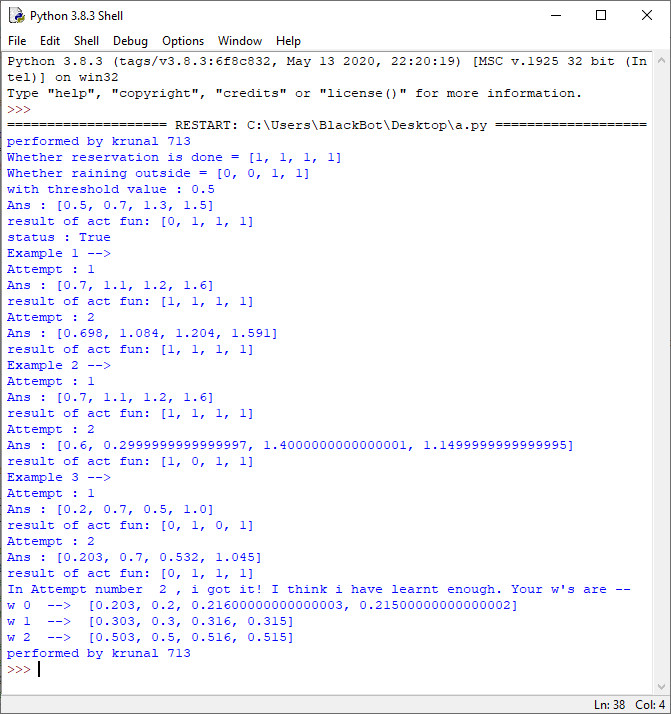 Python 3.8.3 Shell
File Edit Shell Debug Options Window Help
Python 3.8.3 (tags/v3.8.3:6f8c832, May 13 2020, 22:20:19) [MSC v.1925 32 bit (In
tel)] on win32
Type "help", "copyright", "credits" or "license()" for more information.
>>>
==================== RESTART: C:\Users\BlackBot\Desktop\a.py ===================
performed by krunal 713
Whether reservation is done = [1, 1, 1, 1]
Whether raining outside = [0, 0, 1, 1]
with threshold value : 0.5
Ans : [0.5, 0.7, 1.3, 1.5]
result of act fun: [0, 1, 1, 1]
status : True
Example 1 -->
Attempt : 1
Ans : [0.7, 1.1, 1.2, 1.6]
result of act fun: [1, 1, 1, 1]
Attempt : 2
Ans : [0.698, 1.084, 1.204, 1.591]
result of act fun: [1, 1, 1, 1]
Example 2 -->
Attempt : 1
Ans : [0.7, 1.1, 1.2, 1.6]
result of act fun: [1, 1, 1, 1]
Attempt : 2
Ans : [0.6, 0.2999999999999997, 1.4000000000000001, 1.1499999999999995]
result of act fun: [1, 0, 1, 1]
Example 3 -->
Attempt : 1
Ans : [0.2, 0.7, 0.5, 1.0]
result of act fun: [0, 1, 0, 1]
Attempt : 2
Ans : [0.203, 0.7, 0.532, 1.045]
result of act fun: [0, 1, 1, 1]
In Attempt number  2 , i got it! I think i have learnt enough. Your w's are --
w 0  -->  [0.203, 0.2, 0.21600000000000003, 0.21500000000000002]
w 1  -->  [0.303, 0.3, 0.316, 0.315]
w 2  -->  [0.503, 0.5, 0.516, 0.515]
performed by krunal 713
>>>
Ln: 38 Col: 4